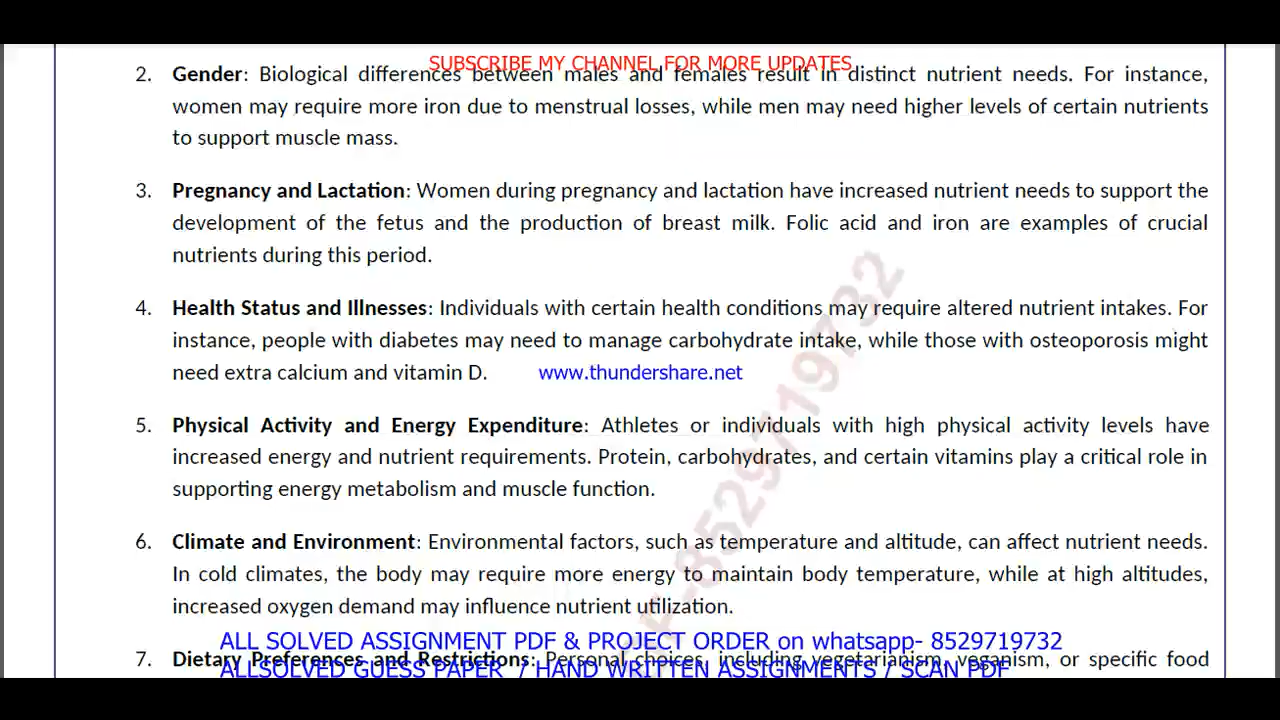 SUBSCRIBE MY CHANNEL FOR MORE UPDATES
2. Gender: Biological differences between males and females result in distinct nutrient needs. For instance,
women may require more iron due to menstrual losses, while men may need higher levels of certain nutrients
to support muscle mass.
3. Pregnancy and Lactation: Women during pregnancy and lactation have increased nutrient needs to support the
development of the fetus and the production of breast milk. Folic acid and iron are examples of crucial
nutrients during this period.
4. Health Status and Illnesses: Individuals with certain health conditions may require altered nutrient intakes. For
instance, people with diabetes may need to manage carbohydrate intake, while those with osteoporosis might
need extra calcium and vitamin D. www.thundershare.net
5. Physical Activity and Energy Expenditure: Athletes or individuals with high physical activity levels have
increased energy and nutrient requirements. Protein, carbohydrates, and certain vitamins play a critical role in
supporting energy metabolism and muscle function.
6. Climate and Environment: Environmental factors, such as temperature and altitude, can affect nutrient needs.
In cold climates, the body may require more energy to maintain body temperature, while at high altitudes,
increased oxygen demand may influence nutrient utilization.
ALL SOLVED ASSIGNMENT PDF & PROJECT ORDER on whatsapp- 8529719732
7. Dietary Preferences and Restrictions: Personal choices, including vegetarianism, veganism, or specific food
ALLSOLVED GUESS PAPER / HAND WRITTEN ASSIGNMENTS / SCAN PDF
8529719732